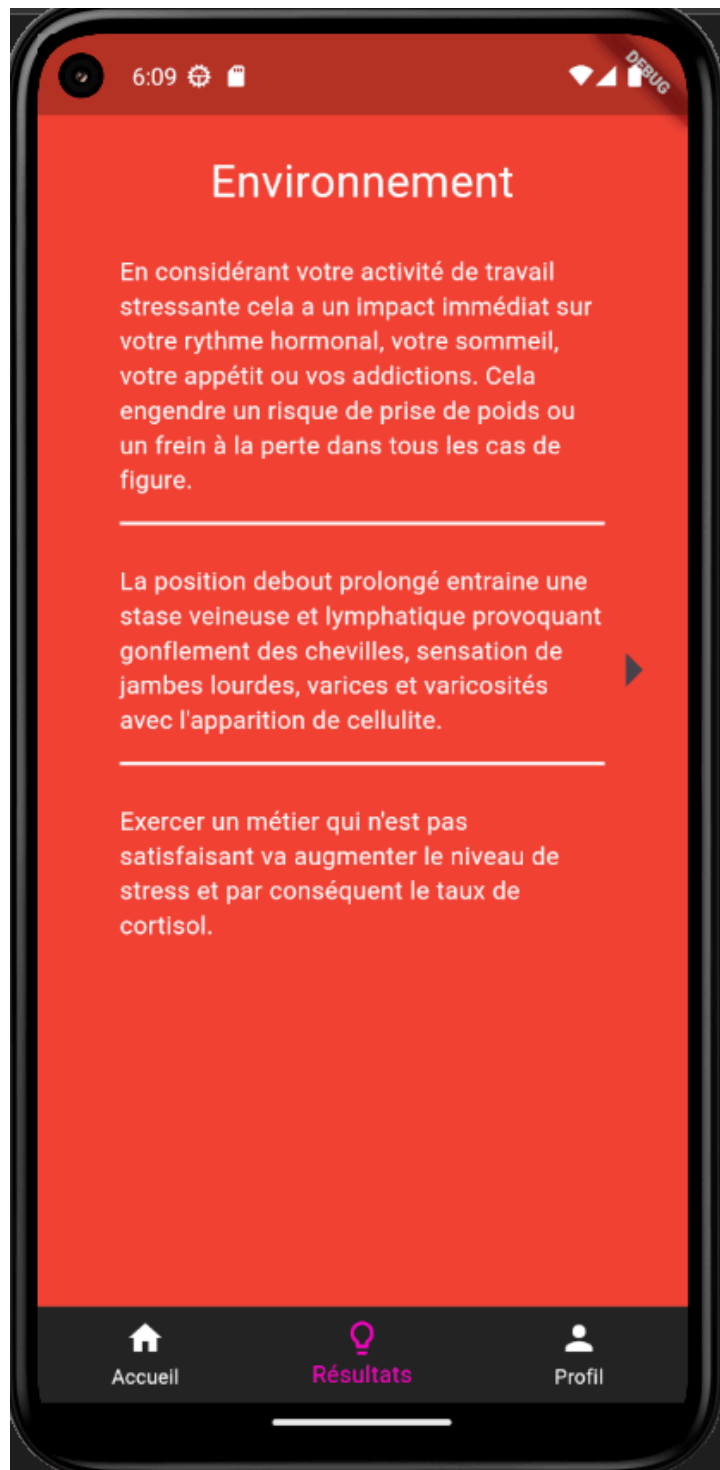 6:09
DEBUG
Environnement
En considérant votre activité de travail
stressante cela a un impact immédiat sur
votre rythme hormonal, votre sommeil,
votre appétit ou vos addictions. Cela
engendre un risque de prise de poids ou
un frein à la perte dans tous les cas de
figure.
La position debout prolongé entraine une
stase veineuse et lymphatique provoquant
gonflement des chevilles, sensation de
jambes lourdes, varices et varicosités
avec l'apparition de cellulite.
Exercer un métier qui n'est pas
satisfaisant va augmenter le niveau de
stress et par conséquent le taux de
cortisol.
Accueil
Résultats
Profil